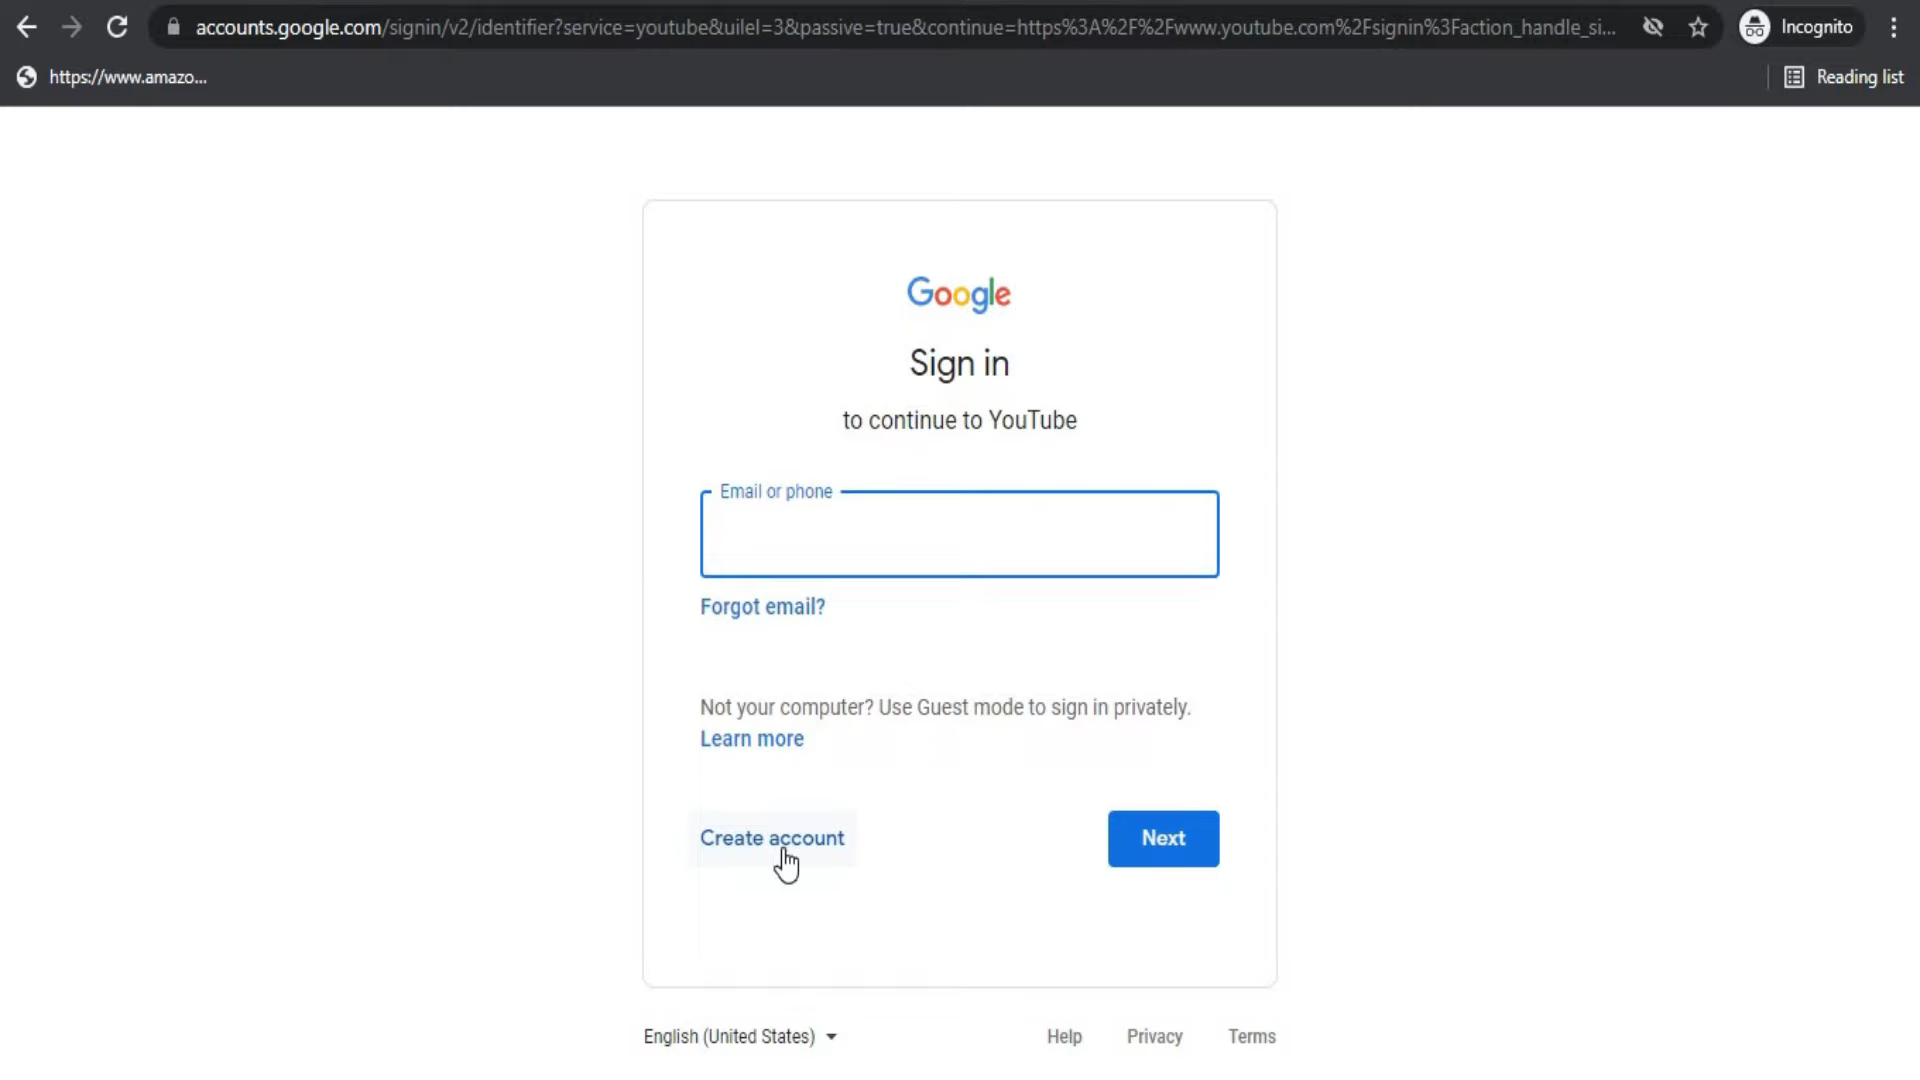 accounts.google.com/signin/v2/identifier?service=youtube&uilel=3&passive=true&continue=https%3A%2F%2Fwww.youtube.com%2Fsignin%3Faction_handle_si...
Incognito
https://www.amazo...
Reading list
Google
Sign in
to continue to YouTube
Email or phone
Forgot email?
Not your computer? Use Guest mode to sign in privately.
Learn more
Create account
Next
English (United States)
Help
Privacy
Terms